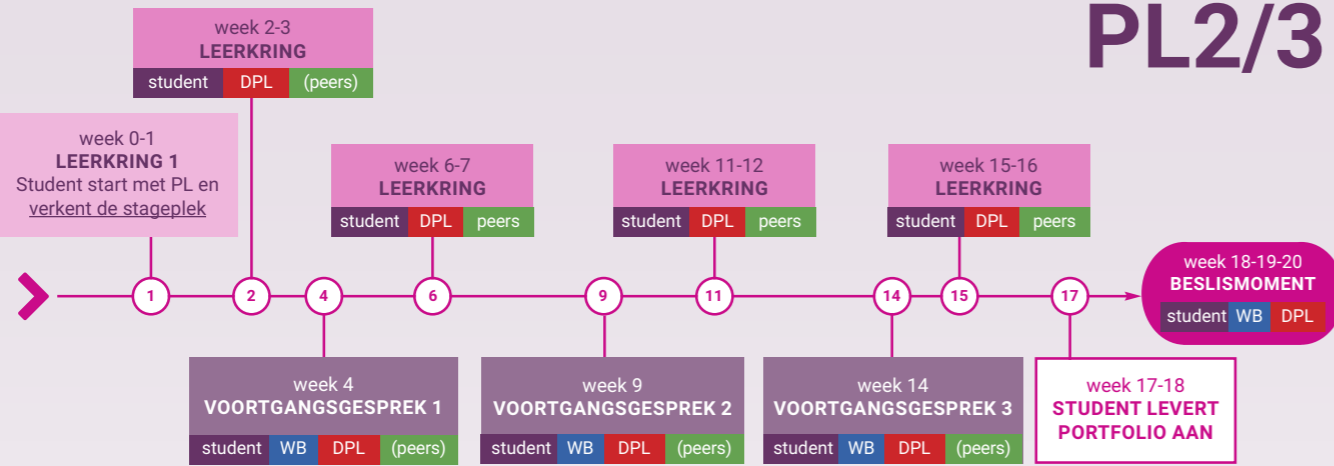 PL2/3
week 2-3
LEERKRING
student DPL (peers)
week 0-1
LEERKRING 1
Student start met PL en
verkent de stageplek
week 6-7
LEERKRING
student DPL peers
week 11-12
LEERKRING
student DPL peers
week 15-16
LEERKRING
student DPL peers
1 2 4 6 9 11 14 15 17
week 18-19-20
BESLISMOMENT
student WB DPL
week 4
VOORTGANGSGESPREK 1
student WB DPL (peers)
week 9
VOORTGANGSGESPREK 2
student WB DPL (peers)
week 14
VOORTGANGSGESPREK 3
student WB DPL (peers)
week 17-18
STUDENT LEVERT
PORTFOLIO AAN